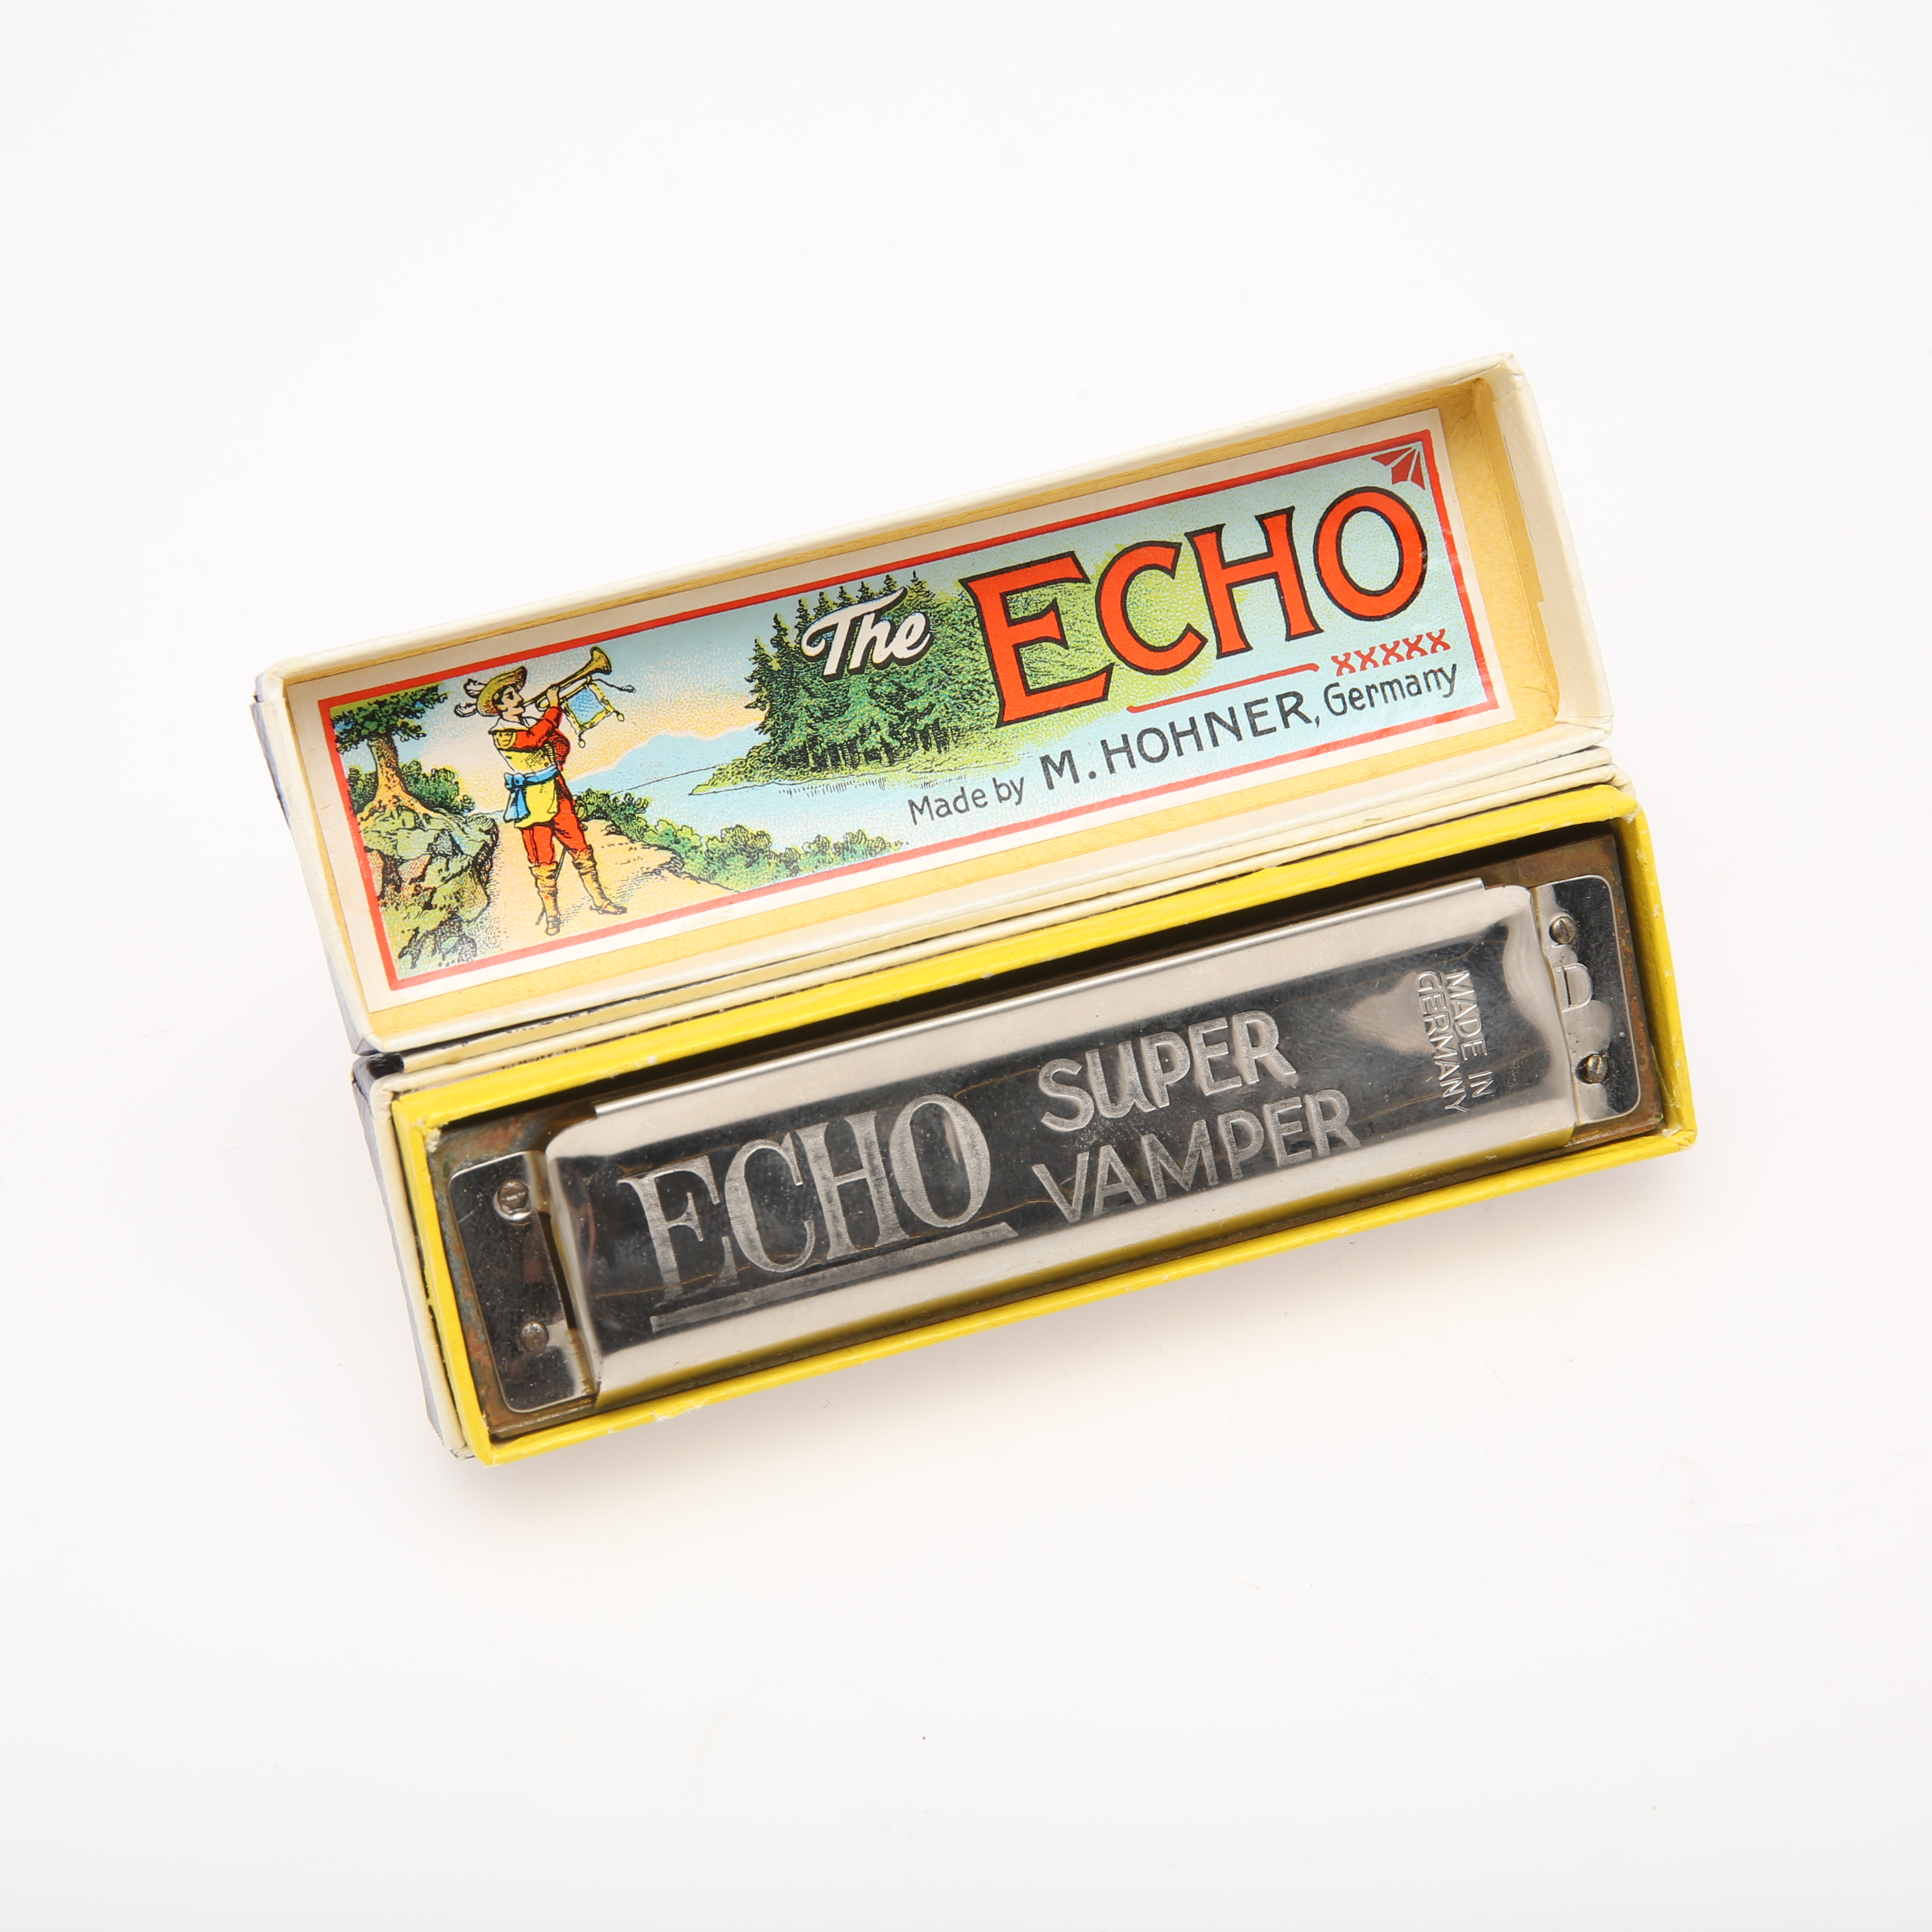 The ECHO
xxxxx
Made by M. HOHNER, Germany
ECHO SUPER
VAMPER
MADE IN
GERMANY
D